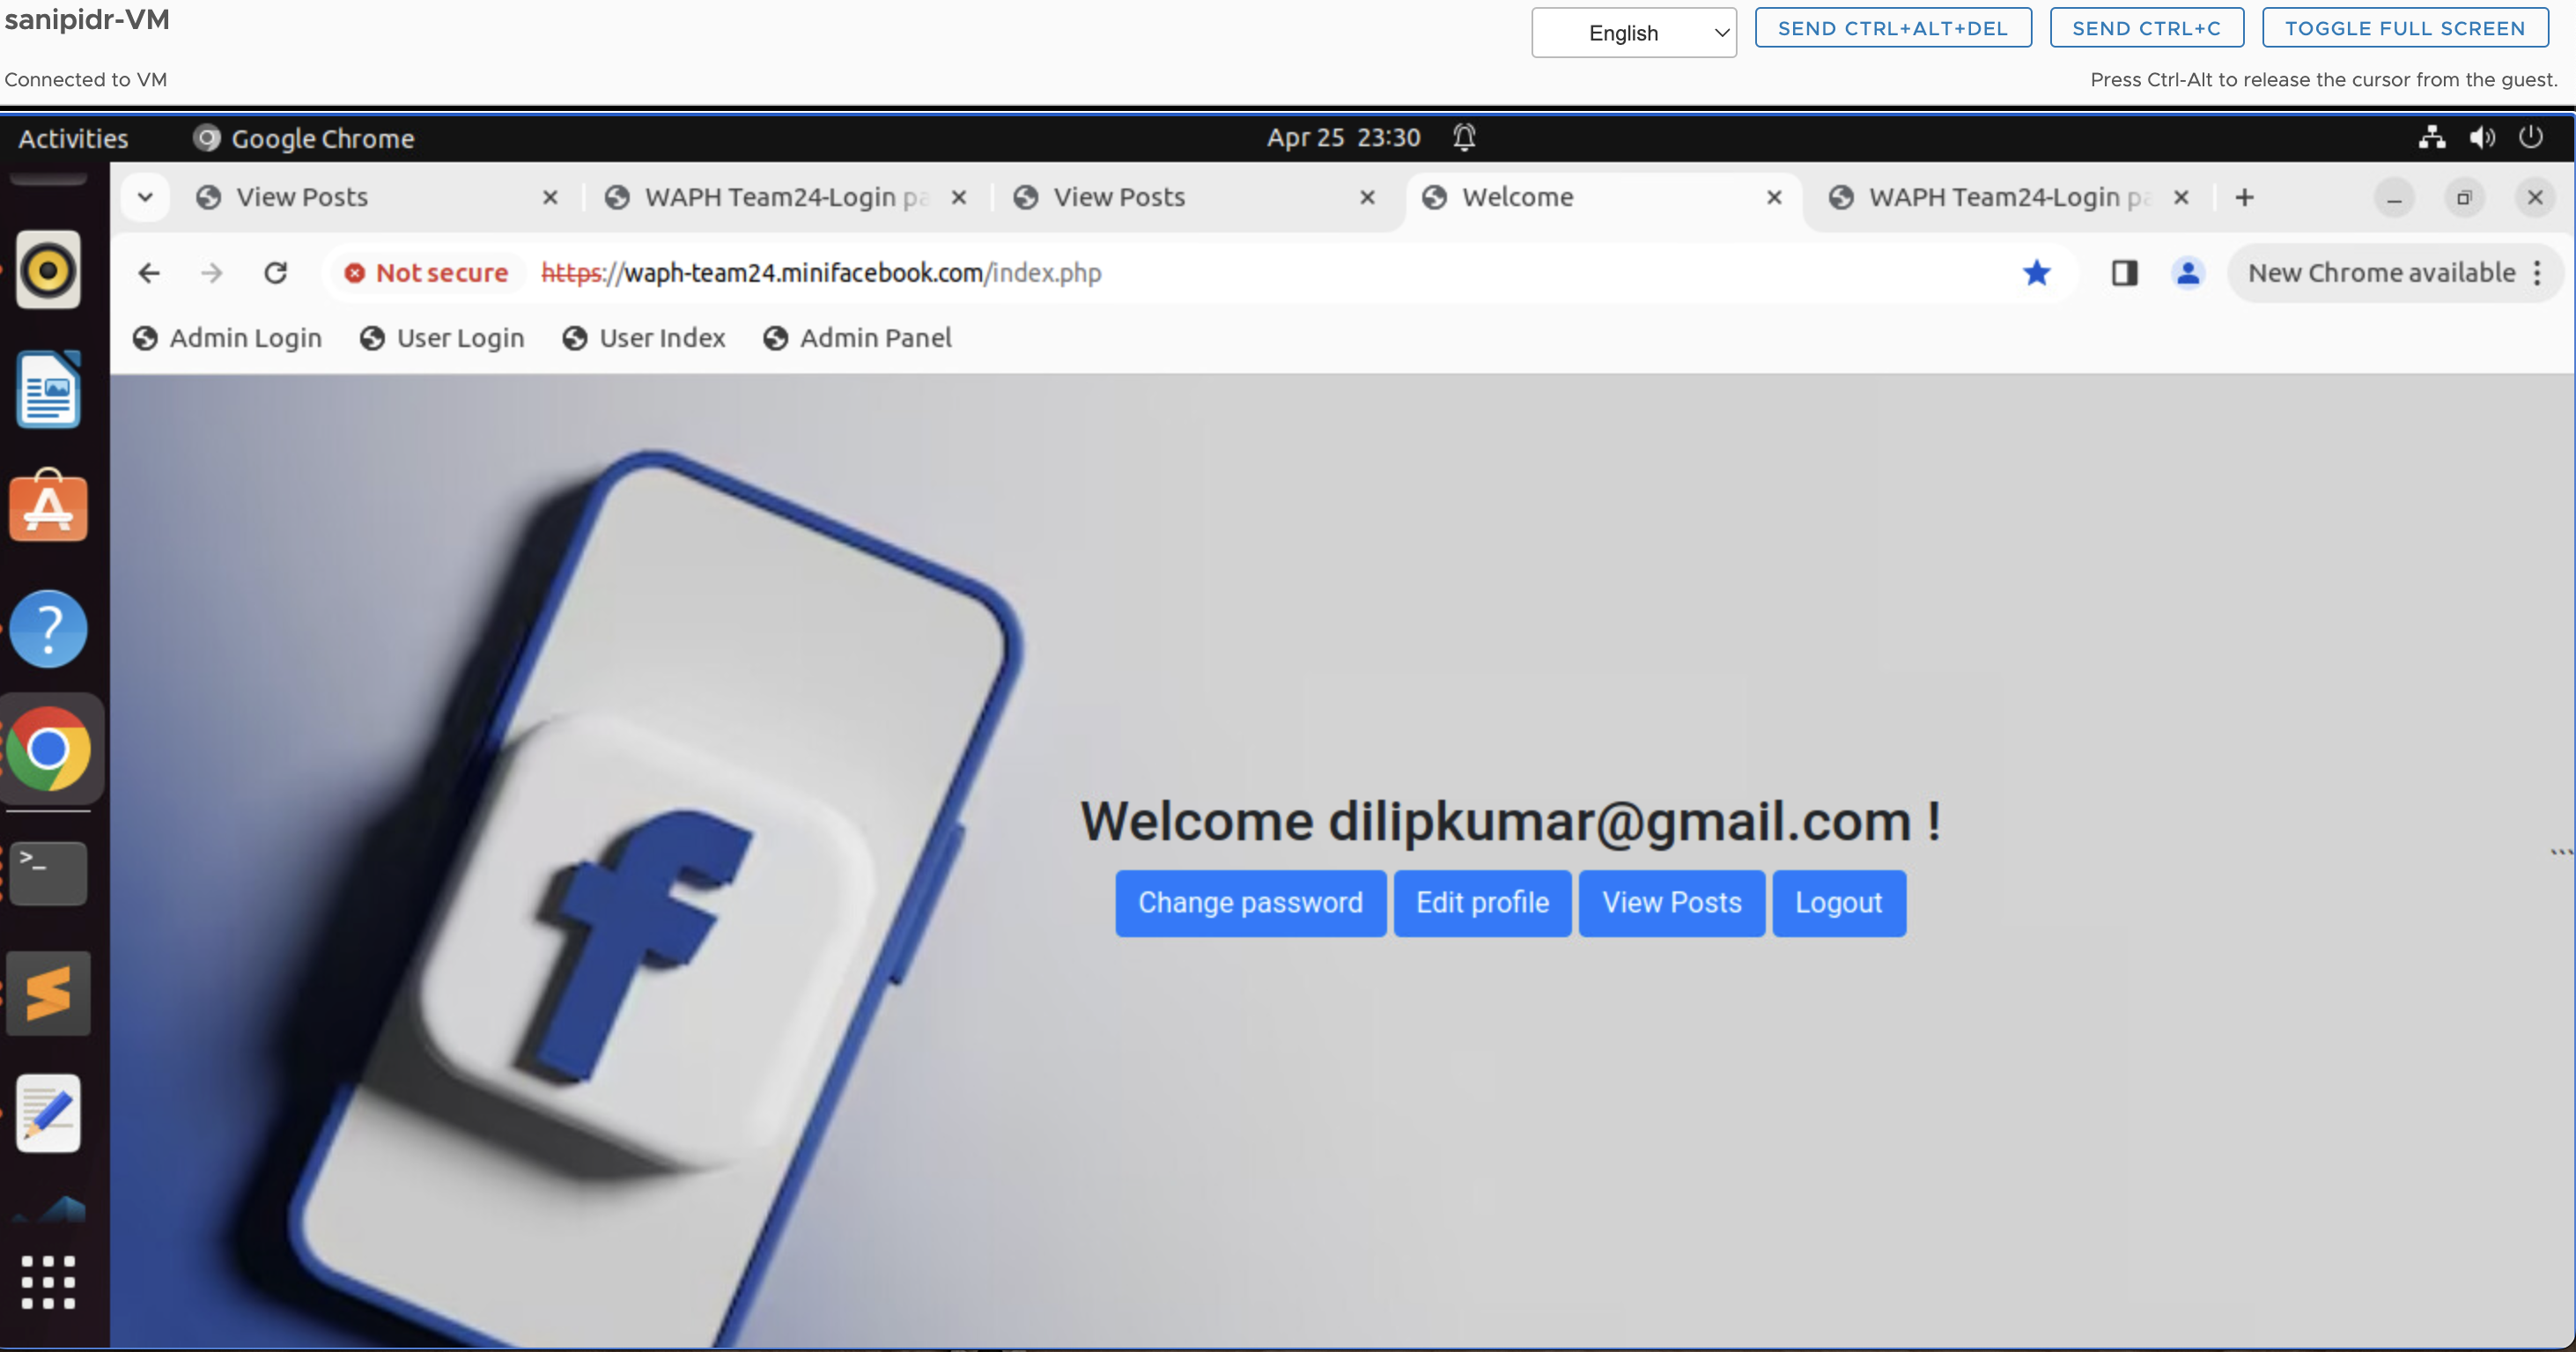 sanipidr-VM
English
SEND CTRL+ALT+DEL
SEND CTRL+C
TOGGLE FULL SCREEN
Connected to VM
Press Ctrl-Alt to release the cursor from the guest.
Activities
Google Chrome
Apr 25 23:30
View Posts
WAPH Team24-Login pa
View Posts
Welcome
WAPH Team24-Login pa
Not secure
https://waph-team24.minifacebook.com/index.php
New Chrome available
Admin Login
User Login
User Index
Admin Panel
Welcome dilipkumar@gmail.com !
```
Change password
Edit profile
View Posts
Logout